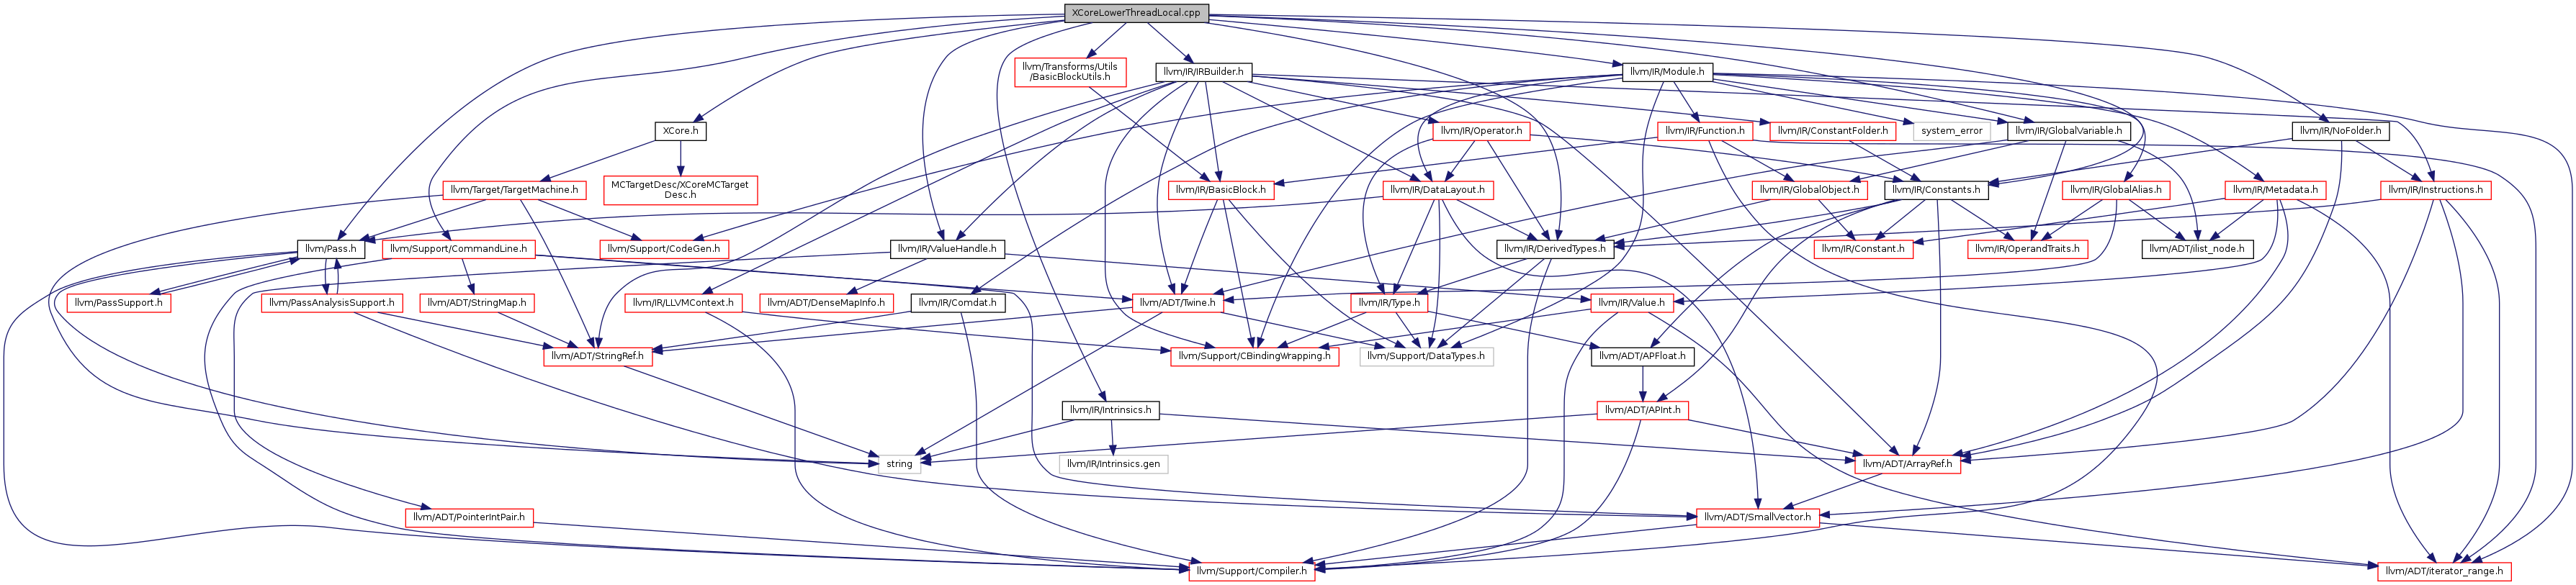 XCoreLowerThreadLocal.cpp
llvm/Transforms/Utils
/BasicBlockUtils.h
llvm/IR/IRBuilder.h
llvm/IR/Module.h
XCore.h
llvm/IR/Operator.h
llvm/IR/Function.h
llvm/IR/ConstantFolder.h
system_error
llvm/IR/GlobalVariable.h
llvm/IR/NoFolder.h
llvm/Target/TargetMachine.h
MCTargetDesc/XCoreMCTarget
Desc.h
llvm/IR/BasicBlock.h
llvm/IR/DataLayout.h
llvm/IR/GlobalObject.h
llvm/IR/Constants.h
llvm/IR/GlobalAlias.h
llvm/IR/Metadata.h
llvm/IR/Instructions.h
llvm/Pass.h
llvm/Support/CommandLine.h
llvm/Support/CodeGen.h
llvm/IR/ValueHandle.h
llvm/IR/DerivedTypes.h
llvm/IR/Constant.h
llvm/IR/OperandTraits.h
llvm/ADT/ilist_node.h
llvm/PassSupport.h
llvm/PassAnalysisSupport.h
llvm/ADT/StringMap.h
llvm/IR/LLVMContext.h
llvm/ADT/DenseMapInfo.h
llvm/IR/Comdat.h
llvm/ADT/Twine.h
llvm/IR/Type.h
llvm/IR/Value.h
llvm/ADT/StringRef.h
llvm/Support/CBindingWrapping.h
llvm/Support/DataTypes.h
llvm/ADT/APFloat.h
llvm/IR/Intrinsics.h
llvm/ADT/APInt.h
string
llvm/IR/Intrinsics.gen
llvm/ADT/ArrayRef.h
llvm/ADT/PointerIntPair.h
llvm/ADT/SmallVector.h
llvm/Support/Compiler.h
llvm/ADT/iterator_range.h